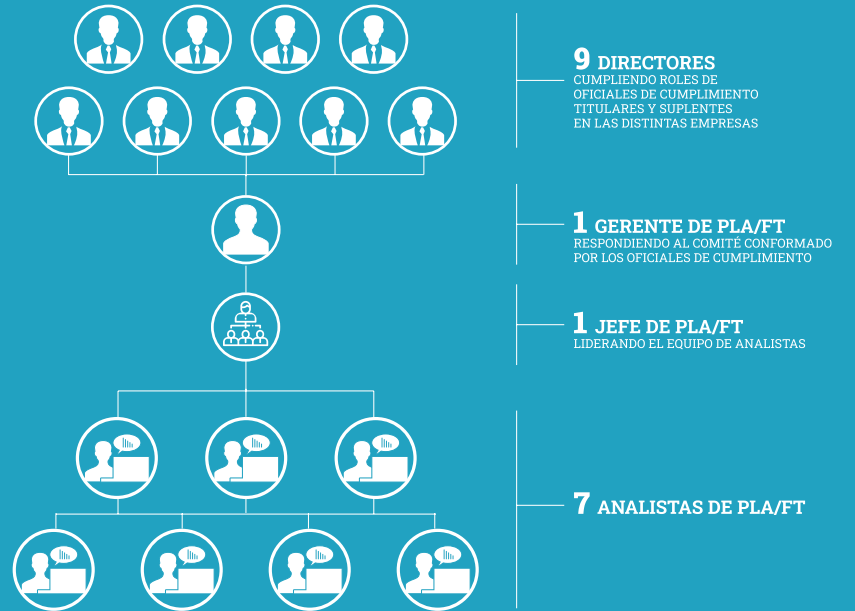 9 DIRECTORES
CUMPLIENDO ROLES DE
OFICIALES DE CUMPLIMIENTO
TITULARES Y SUPLENTES
EN LAS DISTINTAS EMPRESAS
1 GERENTE DE PLA/FT
RESPONDIENDO AL COMITÉ CONFORMADO
POR LOS OFICIALES DE CUMPLIMIENTO
1 JEFE DE PLA/FT
LIDERANDO EL EQUIPO DE ANALISTAS
7 ANALISTAS DE PLA/FT